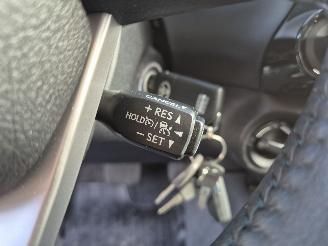 CANCEL
+ RES ▲
HOLD(S)/ ◀
− SET ▼